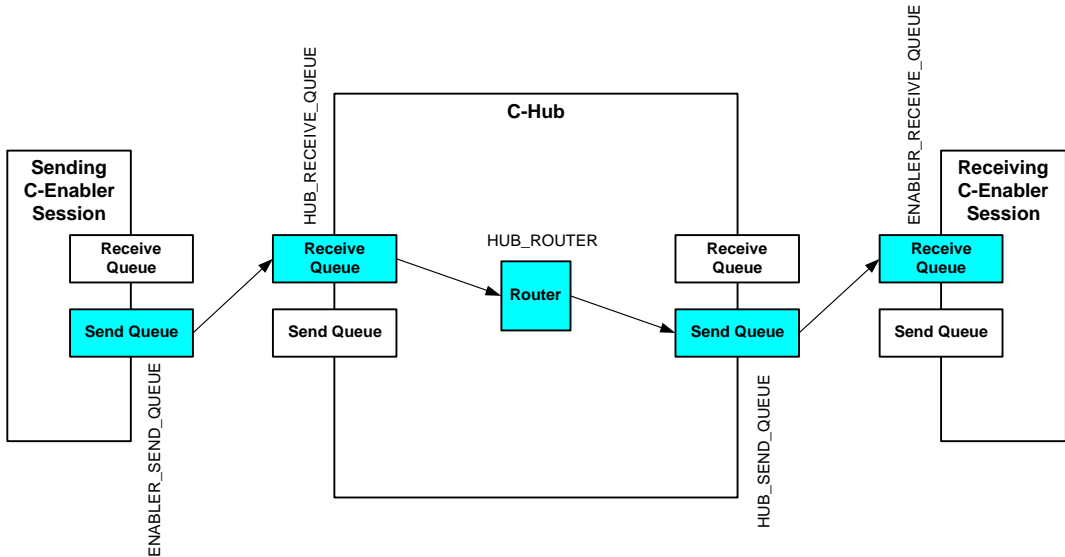 Sending
C-Enabler
Session
Receive
Queue
Send Queue
ENABLER_SEND_QUEUE
HUB_RECEIVE_QUEUE
Receive
Queue
Send Queue
C-Hub
HUB_ROUTER
Router
Receive
Queue
Send Queue
HUB_SEND_QUEUE
ENABLER_RECEIVE_QUEUE
Receiving
C-Enabler
Session
Receive
Queue
Send Queue